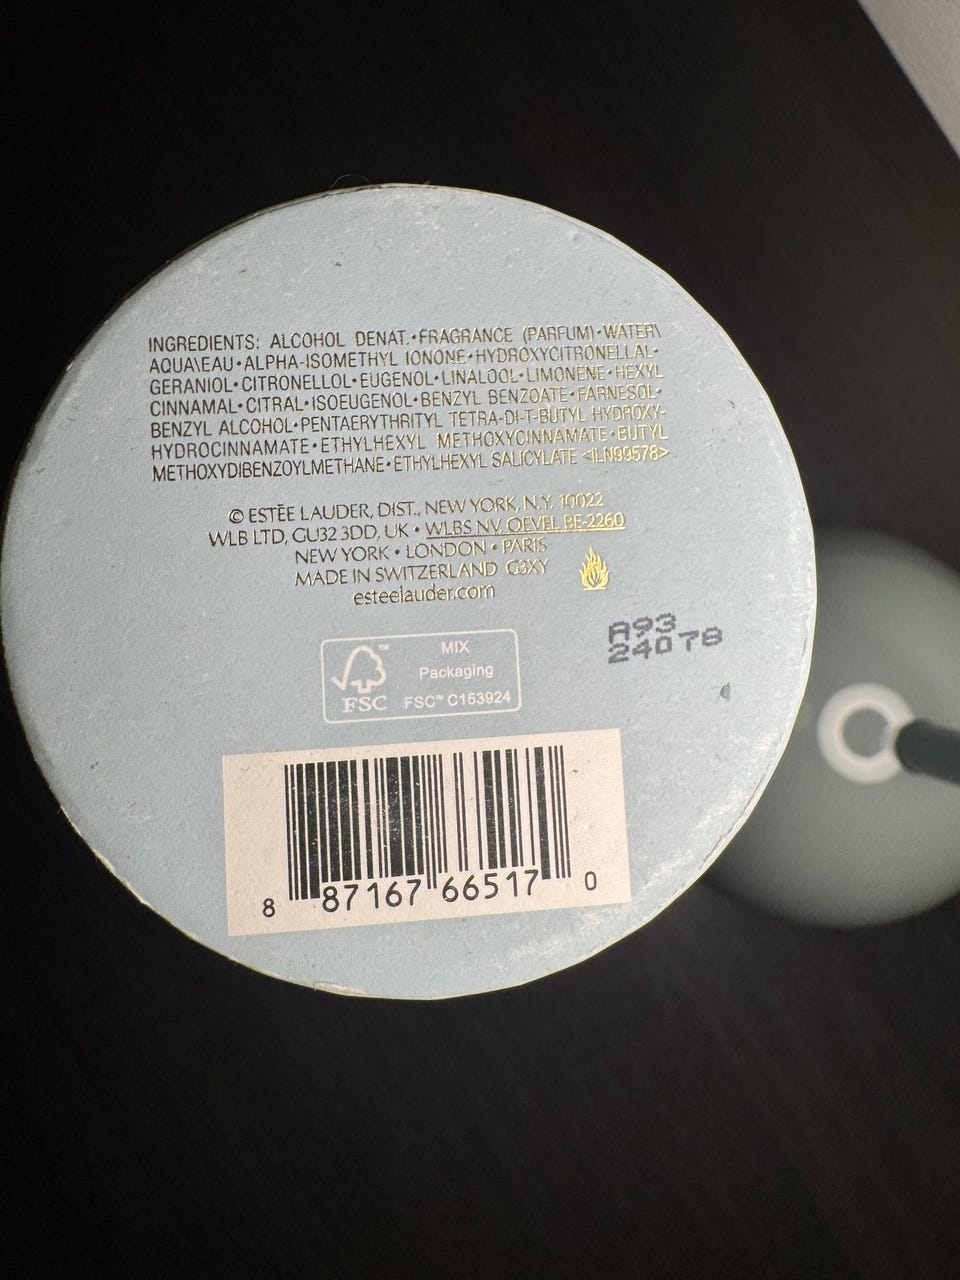 INGREDIENTS: ALCOHOL DENAT.•FRAGRANCE (PARFUM)•WATER\
AQUA\EAU•ALPHA-ISOMETHYL IONONE•HYDROXYCITRONELLAL•
GERANIOL•CITRONELLOL•EUGENOL•LINALOOL•LIMONENE•HEXYL
CINNAMAL•CITRAL•ISOEUGENOL•BENZYL BENZOATE•FARNESOL•
BENZYL ALCOHOL•PENTAERYTHRITYL TETRA-DI-T-BUTYL HYDROXY-
HYDROCINNAMATE•ETHYLHEXYL METHOXYCINNAMATE•BUTYL
METHOXYDIBENZOYLMETHANE•ETHYLHEXYL SALICYLATE <ILN99578>
© ESTĒE LAUDER, DIST., NEW YORK, N.Y. 10022
WLB LTD, GU32 3DD, UK • WLBS NV, OEVEL BE-2260
NEW YORK • LONDON • PARIS
MADE IN SWITZERLAND G3XY
esteelauder.com
A93
24078
™ MIX
Packaging
FSC FSC™ C153924
8 87167 66517 0